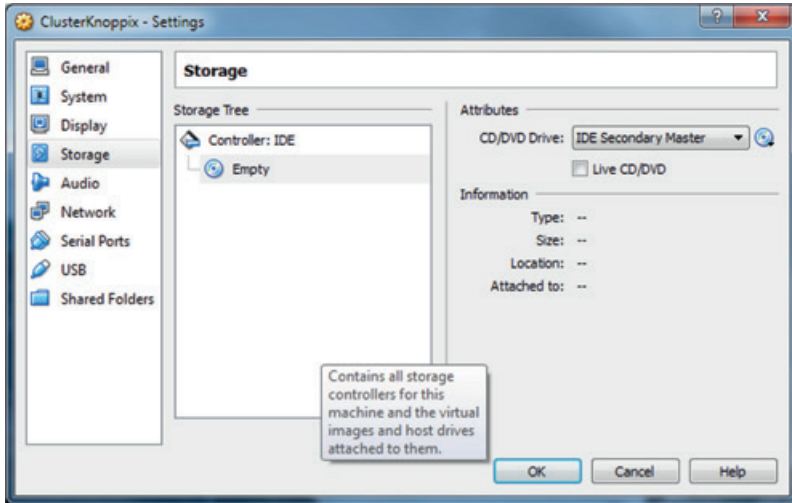 ClusterKnoppix - Settings
General
System
Display
Storage
Audio
Network
Serial Ports
USB
Shared Folders
Storage
Storage Tree
Controller: IDE
Empty
Attributes
CD/DVD Drive: IDE Secondary Master
Live CD/DVD
Information
Type: --
Size: --
Location: --
Attached to: --
Contains all storage
controllers for this
machine and the virtual
images and host drives
attached to them.
OK Cancel Help